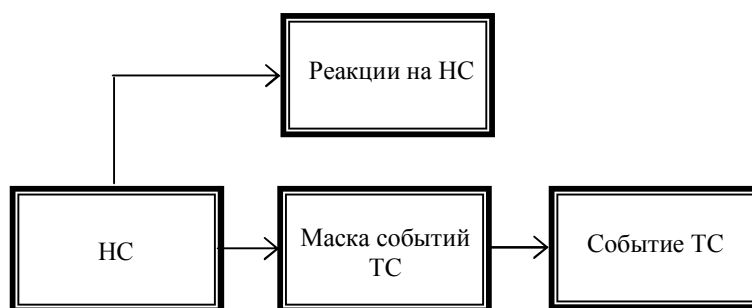 Реакции на НС
НС
Маска событий
ТС
Событие ТС